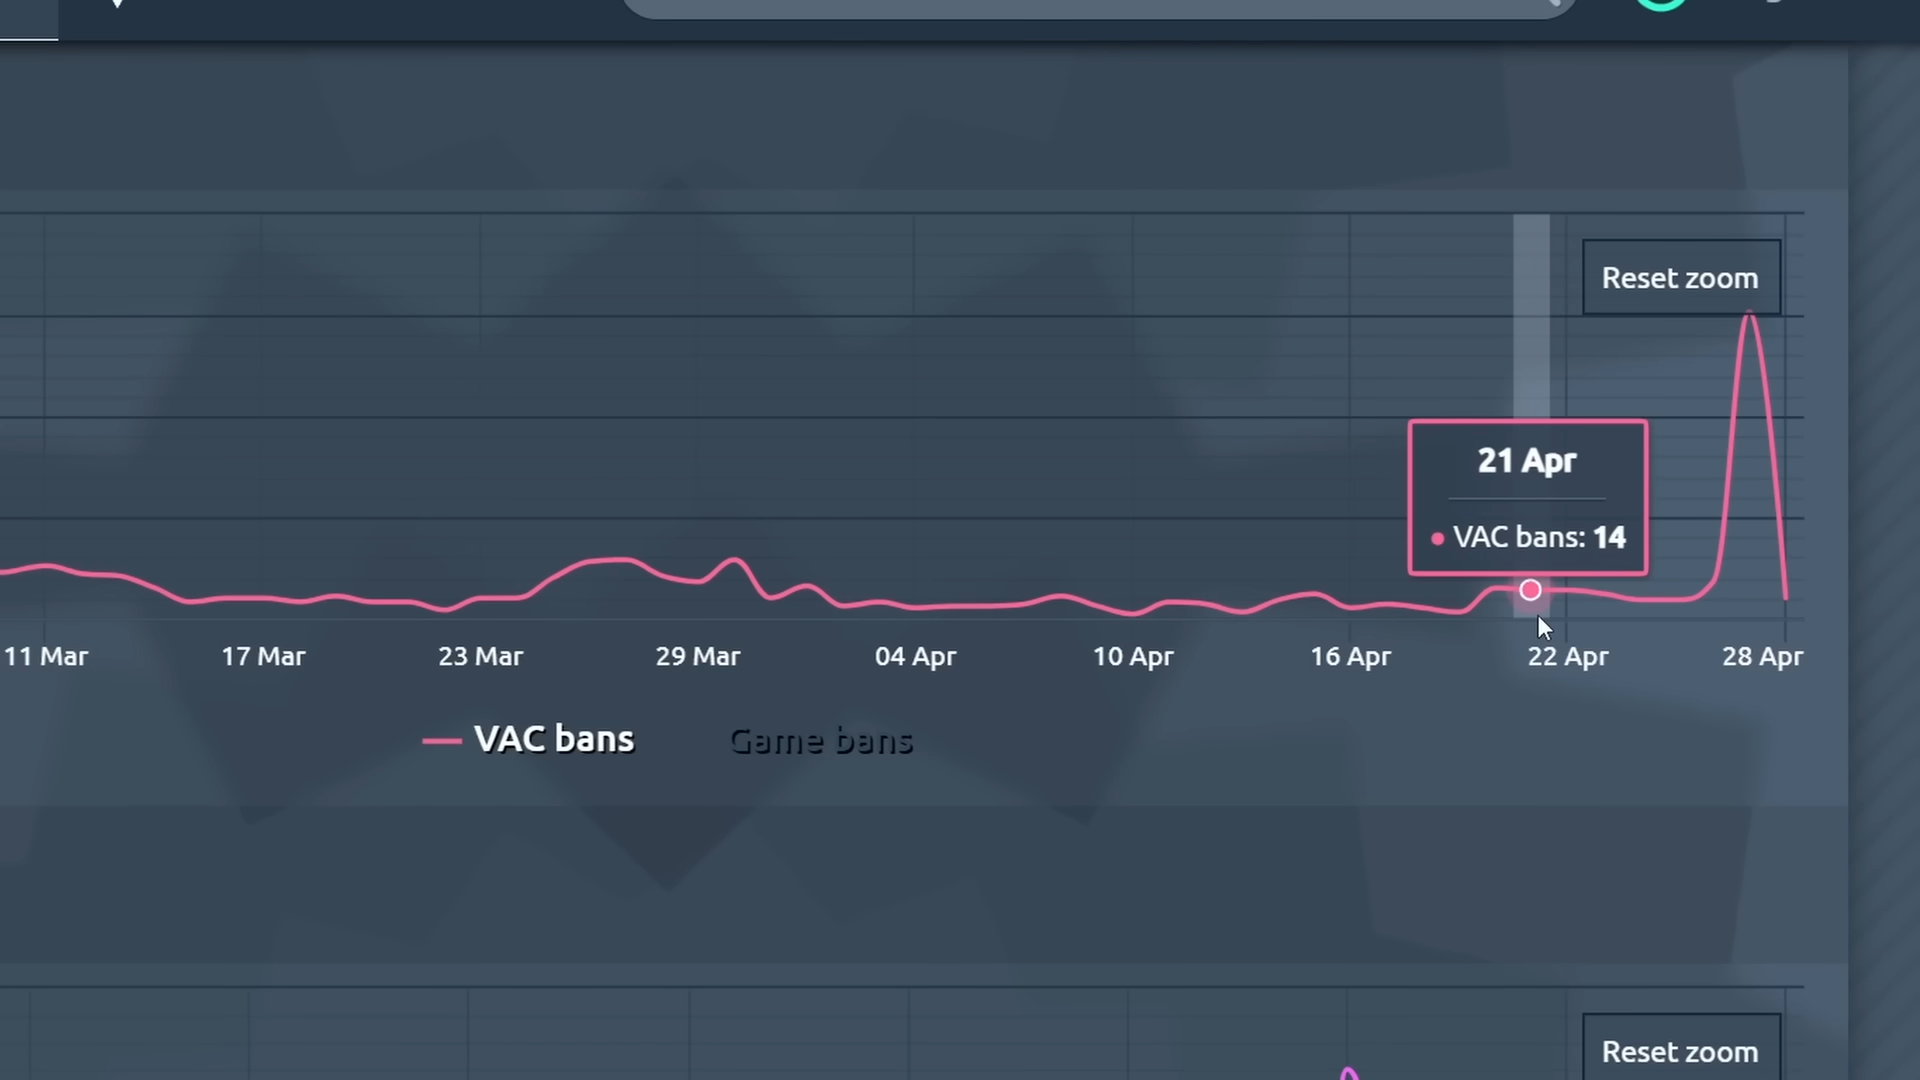 Reset zoom
21 Apr
VAC bans: 14
11 Mar 17 Mar 23 Mar 29 Mar 04 Apr 10 Apr 16 Apr 22 Apr 28 Apr
VAC bans Game bans
Reset zoom